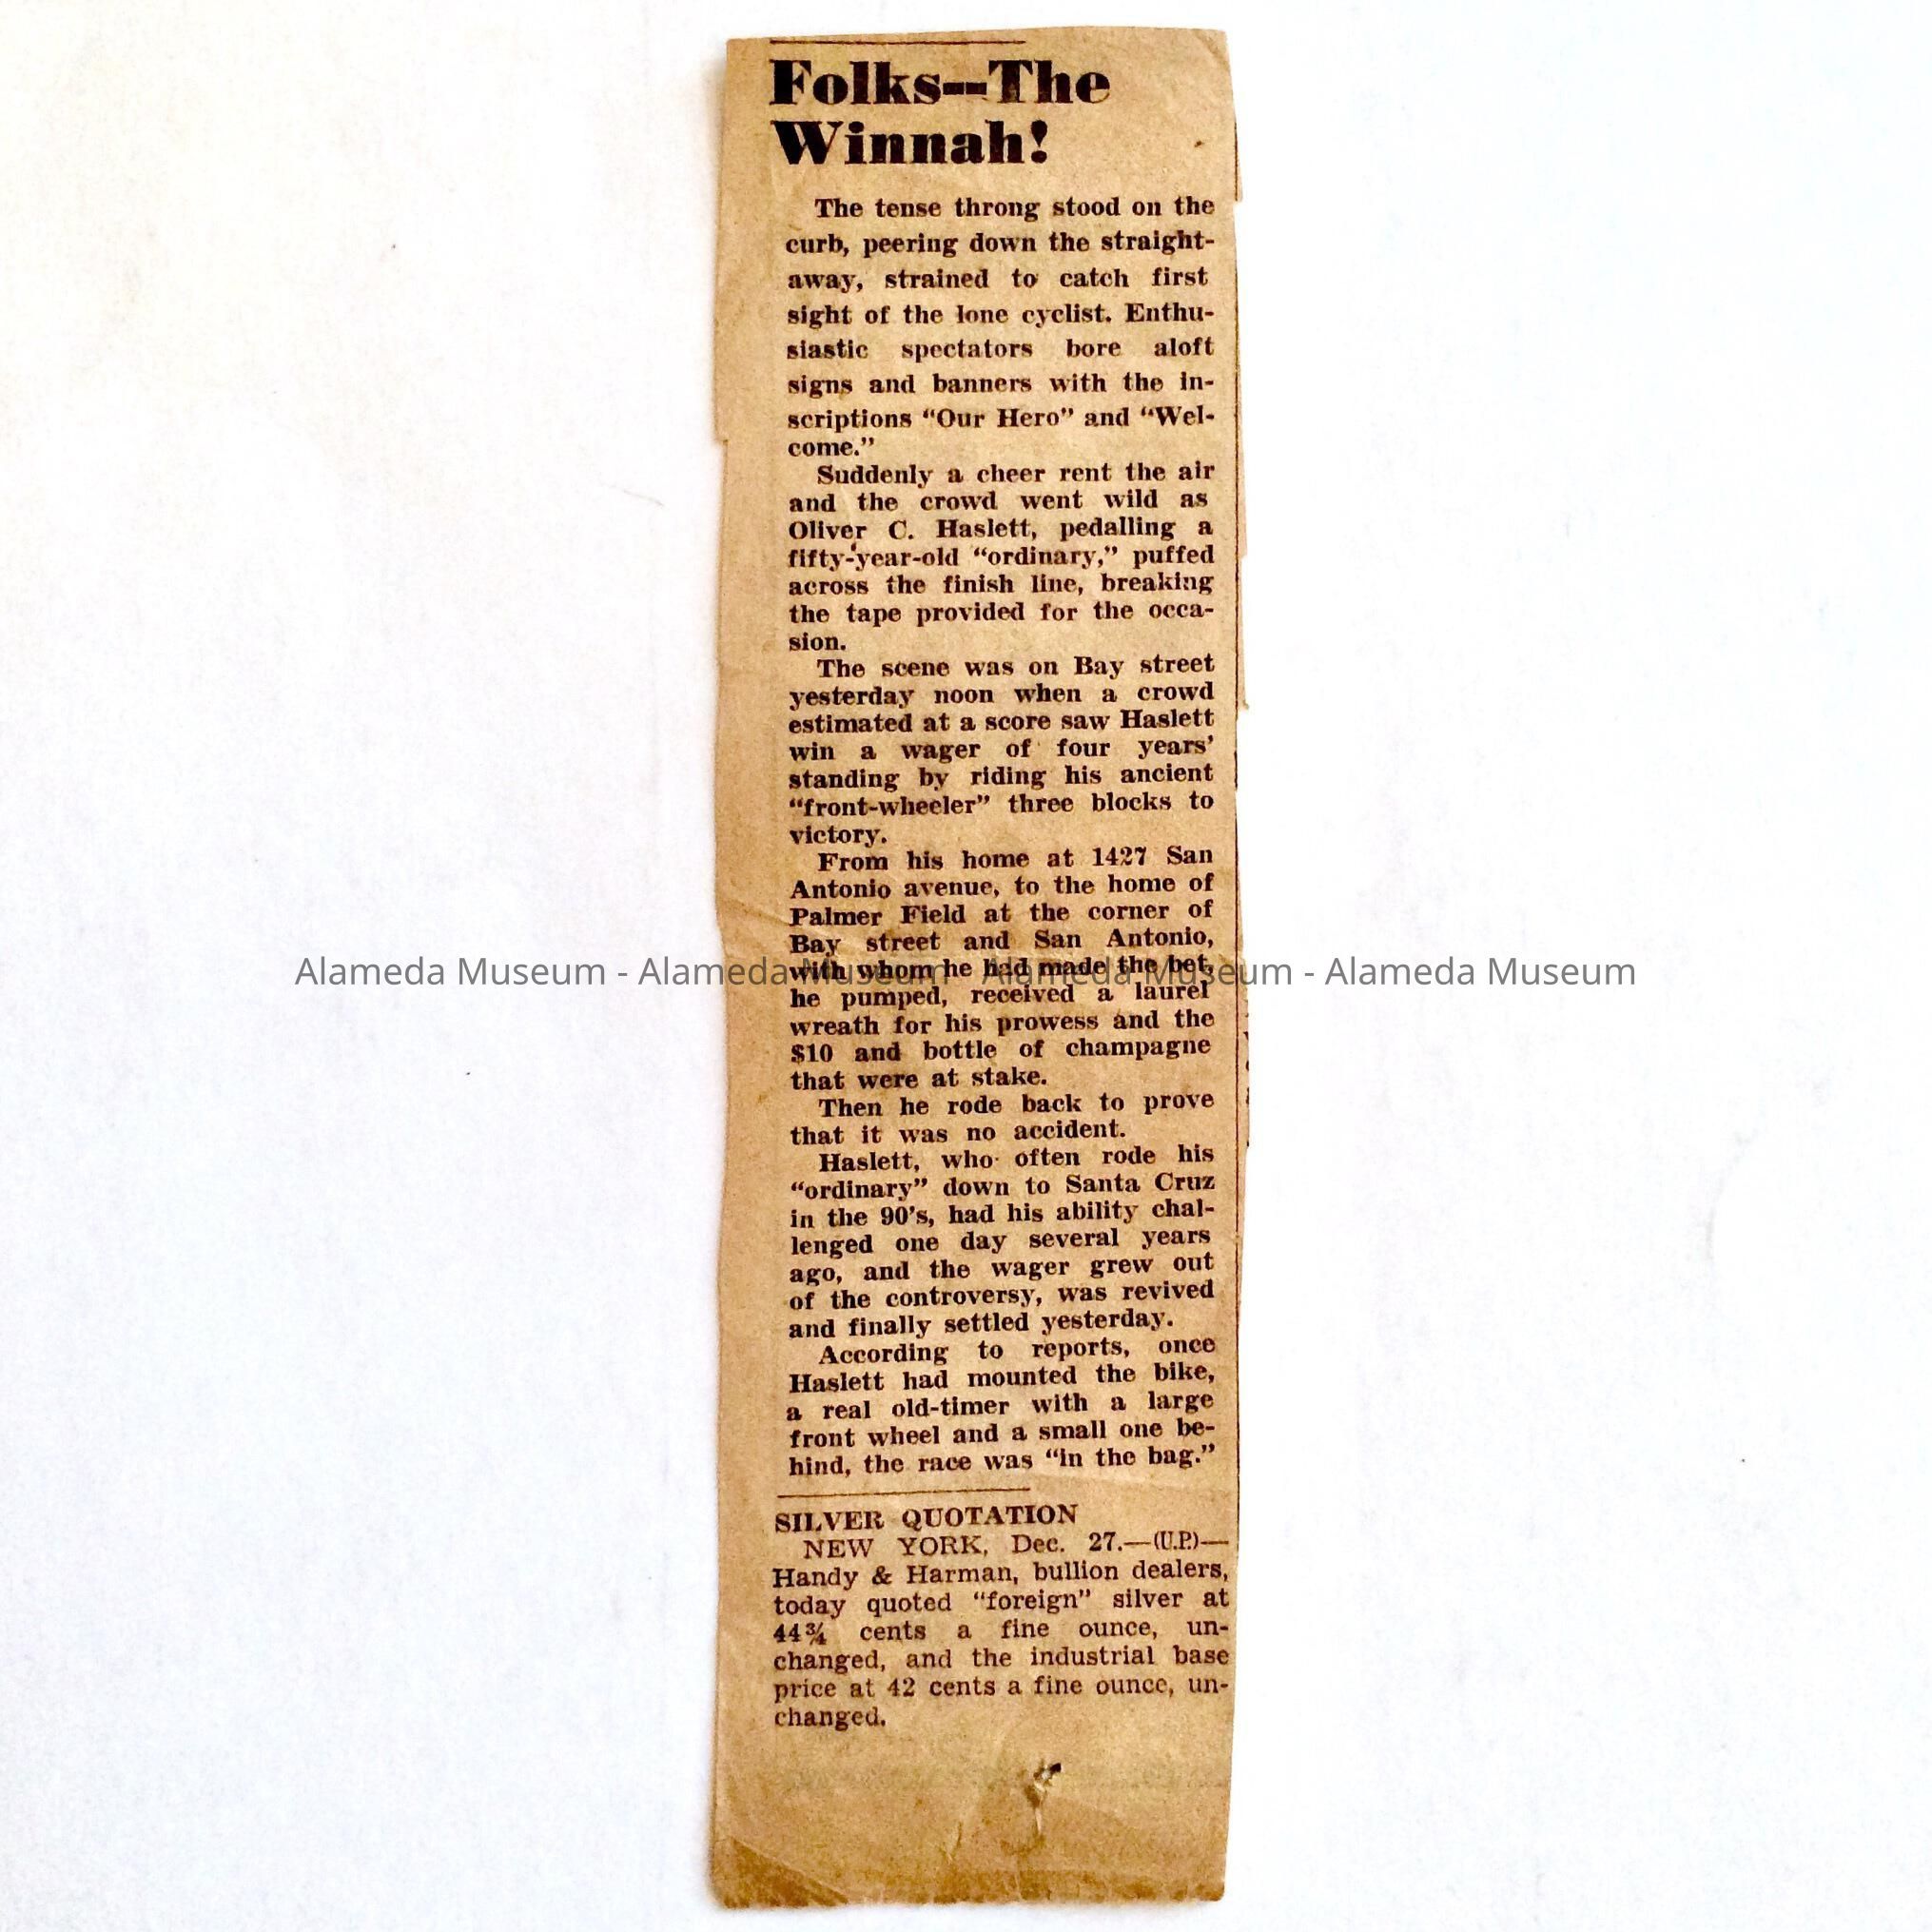 Folks--The
Winnah!
The tense throng stood on the
curb, peering down the straight-
away, strained to catch first
sight of the lone cyclist. Enthu-
siastic spectators bore aloft
signs and banners with the in-
scriptions "Our Hero" and "Wel-
come."
Suddenly a cheer rent the air
and the crowd went wild as
Oliver C. Haslett, pedalling a
fifty-year-old "ordinary," puffed
across the finish line, breaking
the tape provided for the occa-
sion.
The scene was on Bay street
yesterday noon when a crowd
estimated at a score saw Haslett
win a wager of four years'
standing by riding his ancient
"front-wheeler" three blocks to
victory.
From his home at 1427 San
Antonio avenue, to the home of
Palmer Field at the corner of
Bay street and San Antonio,
with whom he had made the bet,
he pumped, received a laurel
wreath for his prowess and the
$10 and bottle of champagne
that were at stake.
Then he rode back to prove
that it was no accident.
Haslett, who often rode his
"ordinary" down to Santa Cruz
in the 90's, had his ability chal-
lenged one day several years
ago, and the wager grew out
of the controversy, was revived
and finally settled yesterday.
According to reports, once
Haslett had mounted the bike,
a real old-timer with a large
front wheel and a small one be-
hind, the race was "in the bag."
SILVER QUOTATION
NEW YORK, Dec. 27.—(U.P.)—
Handy & Harman, bullion dealers,
today quoted "foreign" silver at
44¾ cents a fine ounce, un-
changed, and the industrial base
price at 42 cents a fine ounce, un-
changed.
Alameda Museum - Alameda Museum - Alameda Museum - Alameda Museum